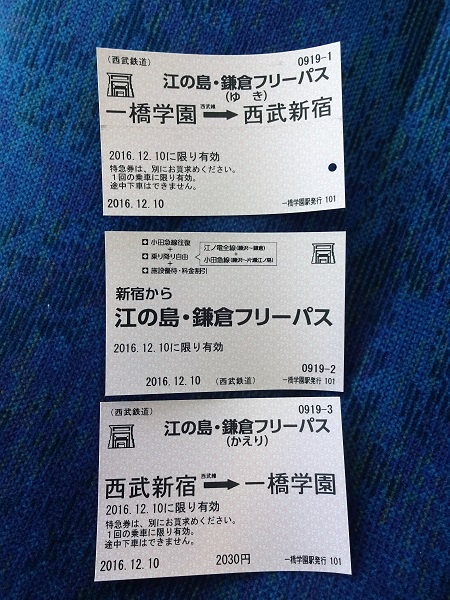 (西武鉄道) 0919-1
江の島・鎌倉フリーパス
(ゆき)
西武線
一橋学園 ➡ 西武新宿
2016.12.10に限り有効
特急券は、別にお買求めください。
1回の乗車に限り有効。
途中下車はできません。
2016.12.10 一橋学園駅発行 101
小田急線往復
+
乗り降り自由 江ノ電全線(藤沢~鎌倉)
+
小田急線(藤沢~片瀬江ノ島)
+
施設優待・料金割引
新宿から
江の島・鎌倉フリーパス
2016.12.10に限り有効
0919-2
2016.12.10 (西武鉄道) 一橋学園駅発行 101
(西武鉄道) 0919-3
江の島・鎌倉フリーパス
(かえり)
西武線
西武新宿 ➡ 一橋学園
2016.12.10に限り有効
特急券は、別にお買求めください。
1回の乗車に限り有効。
途中下車はできません。
2016.12.10 2030円 一橋学園駅発行 101